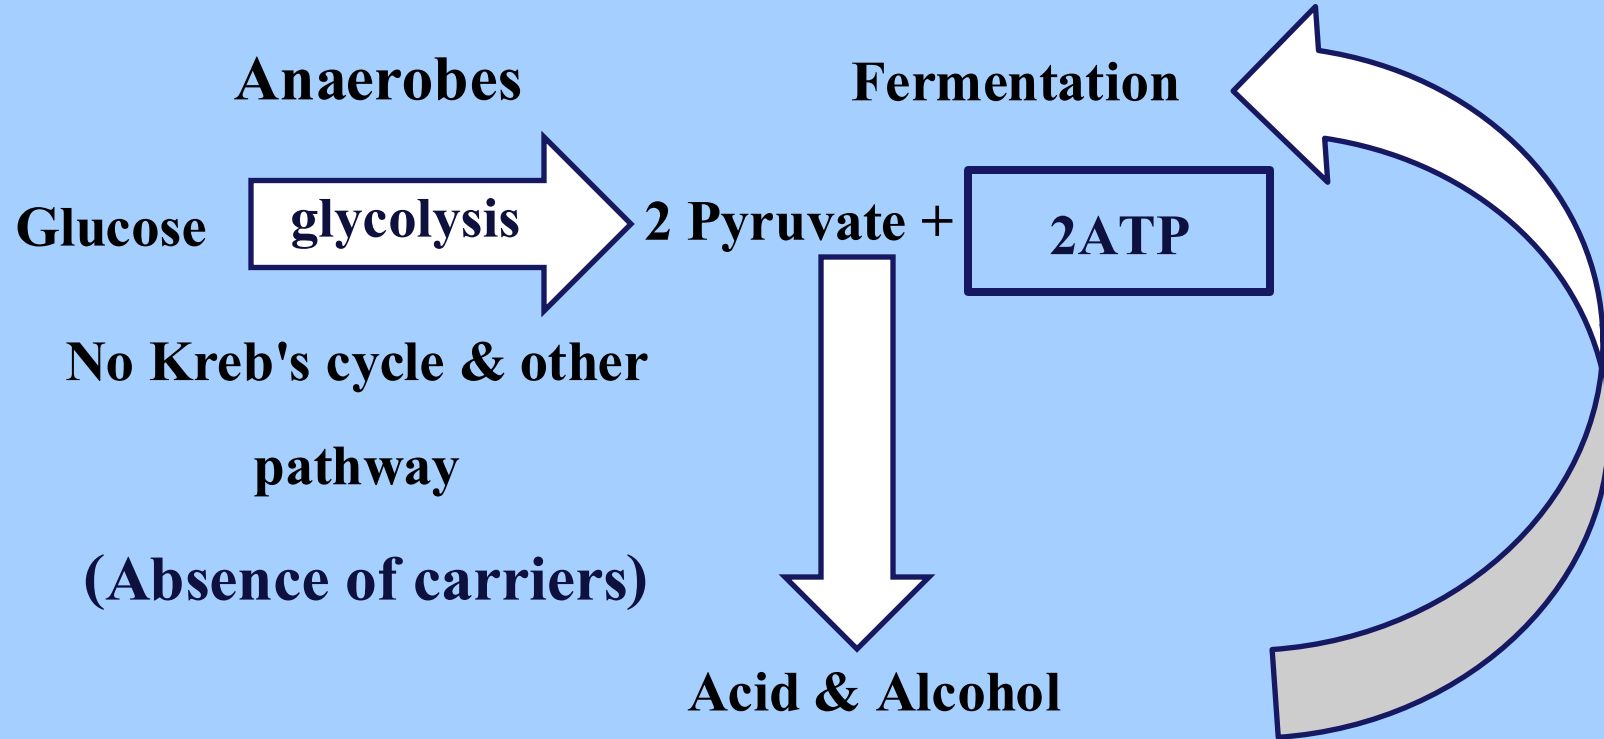 Anaerobes
Fermentation
Glucose
glycolysis
2 Pyruvate +
2ATP
No Kreb's cycle & other
pathway
(Absence of carriers)
Acid & Alcohol